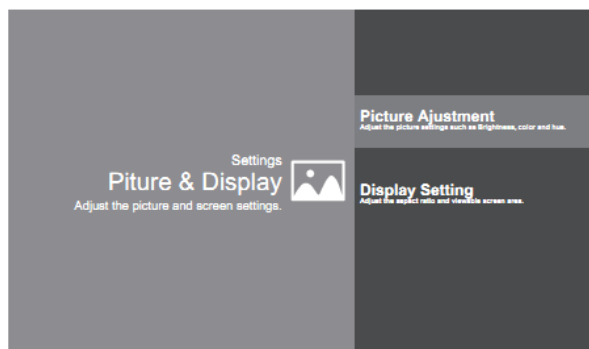 Settings
Piture & Display
Adjust the picture and screen settings.
Picture Ajustment
Adjust the picture settings such as Brightness, color and hue.
Display Setting
Adjust the aspect ratio and viewable screen area.